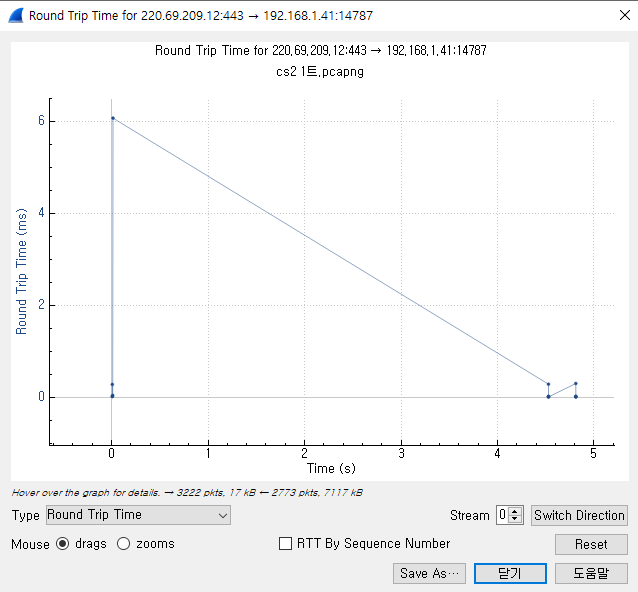 Round Trip Time for 220.69.209.12:443 → 192.168.1.41:14787
Round Trip Time for 220,69,209,12:443 → 192,168,1,41:14787
cs2 1트,pcapng
6
4
2
0
Round Trip Time (ms)
0 1 2 3 4 5
Time (s)
Hover over the graph for details. → 3222 pkts, 17 kB ← 2773 pkts, 7117 kB
Type Round Trip Time Stream 0 Switch Direction
Mouse drags zooms RTT By Sequence Number Reset
Save As… 닫기 도움말